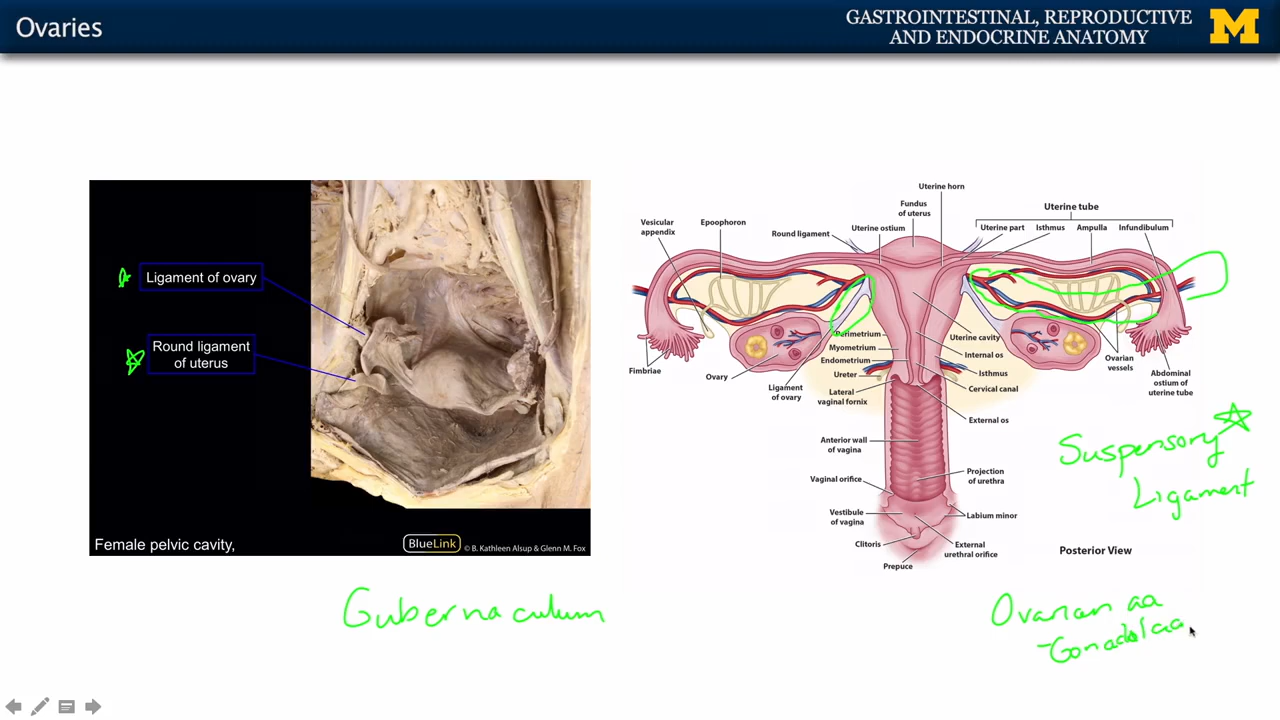 Ovaries
GASTROINTESTINAL, REPRODUCTIVE
AND ENDOCRINE ANATOMY
M
Ligament of ovary
Round ligament
of uterus
Female pelvic cavity,
BlueLink
© B. Kathleen Alsup & Glenn M. Fox
Gubernaculum
Uterine horn
Fundus
of uterus
Uterine tube
Vesicular
appendix
Epoophoron
Round ligament
Uterine ostium
Uterine part
Isthmus
Ampulla
Infundibulum
Perimetrium
Myometrium
Endometrium
Ureter
Lateral
vaginal fornix
Uterine cavity
Internal os
Isthmus
Cervical canal
External os
Fimbriae
Ovary
Ligament
of ovary
Ovarian
vessels
Abdominal
ostium of
uterine tube
Anterior wall
of vagina
Vaginal orifice
Vestibule
of vagina
Clitoris
Prepuce
Projection
of urethra
Labium minor
External
urethral orifice
Posterior View
Suspensory
Ligament
Ovarian aa
-Gonadal aa